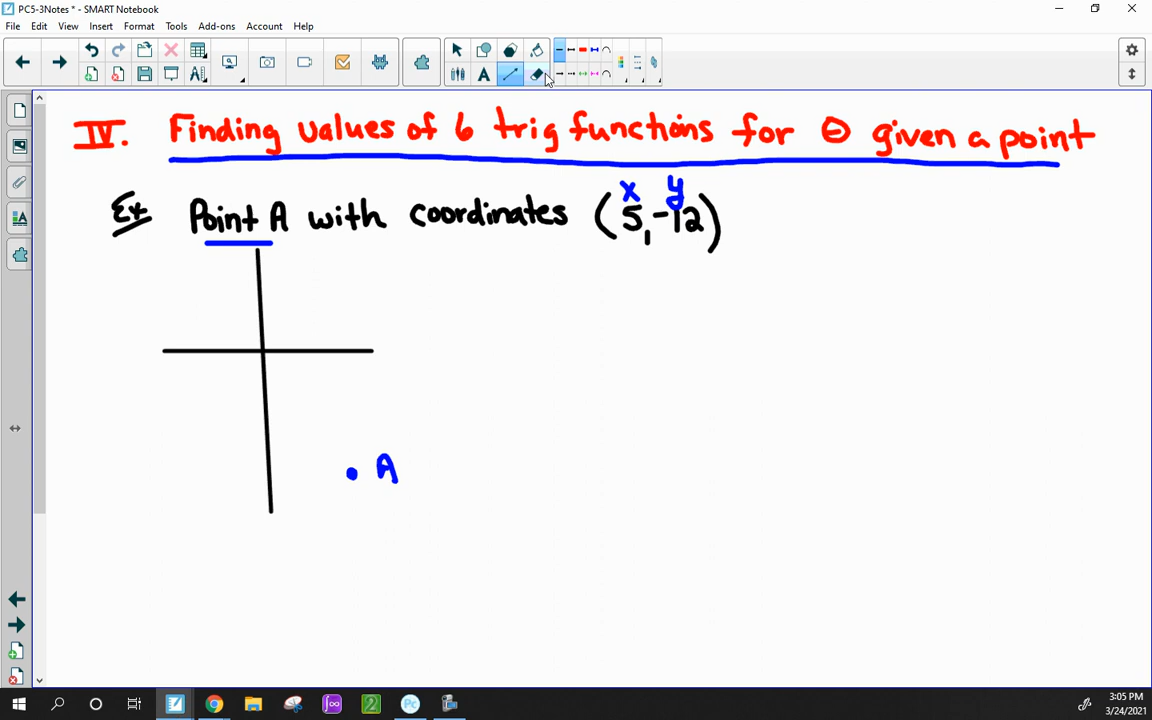 PC5-3Notes * - SMART Notebook
File Edit View Insert Format Tools Add-ons Account Help
IV. Finding values of 6 trig functions for θ given a point
x y
Ex Point A with coordinates (5,-12)
A
3:05 PM
3/24/2021